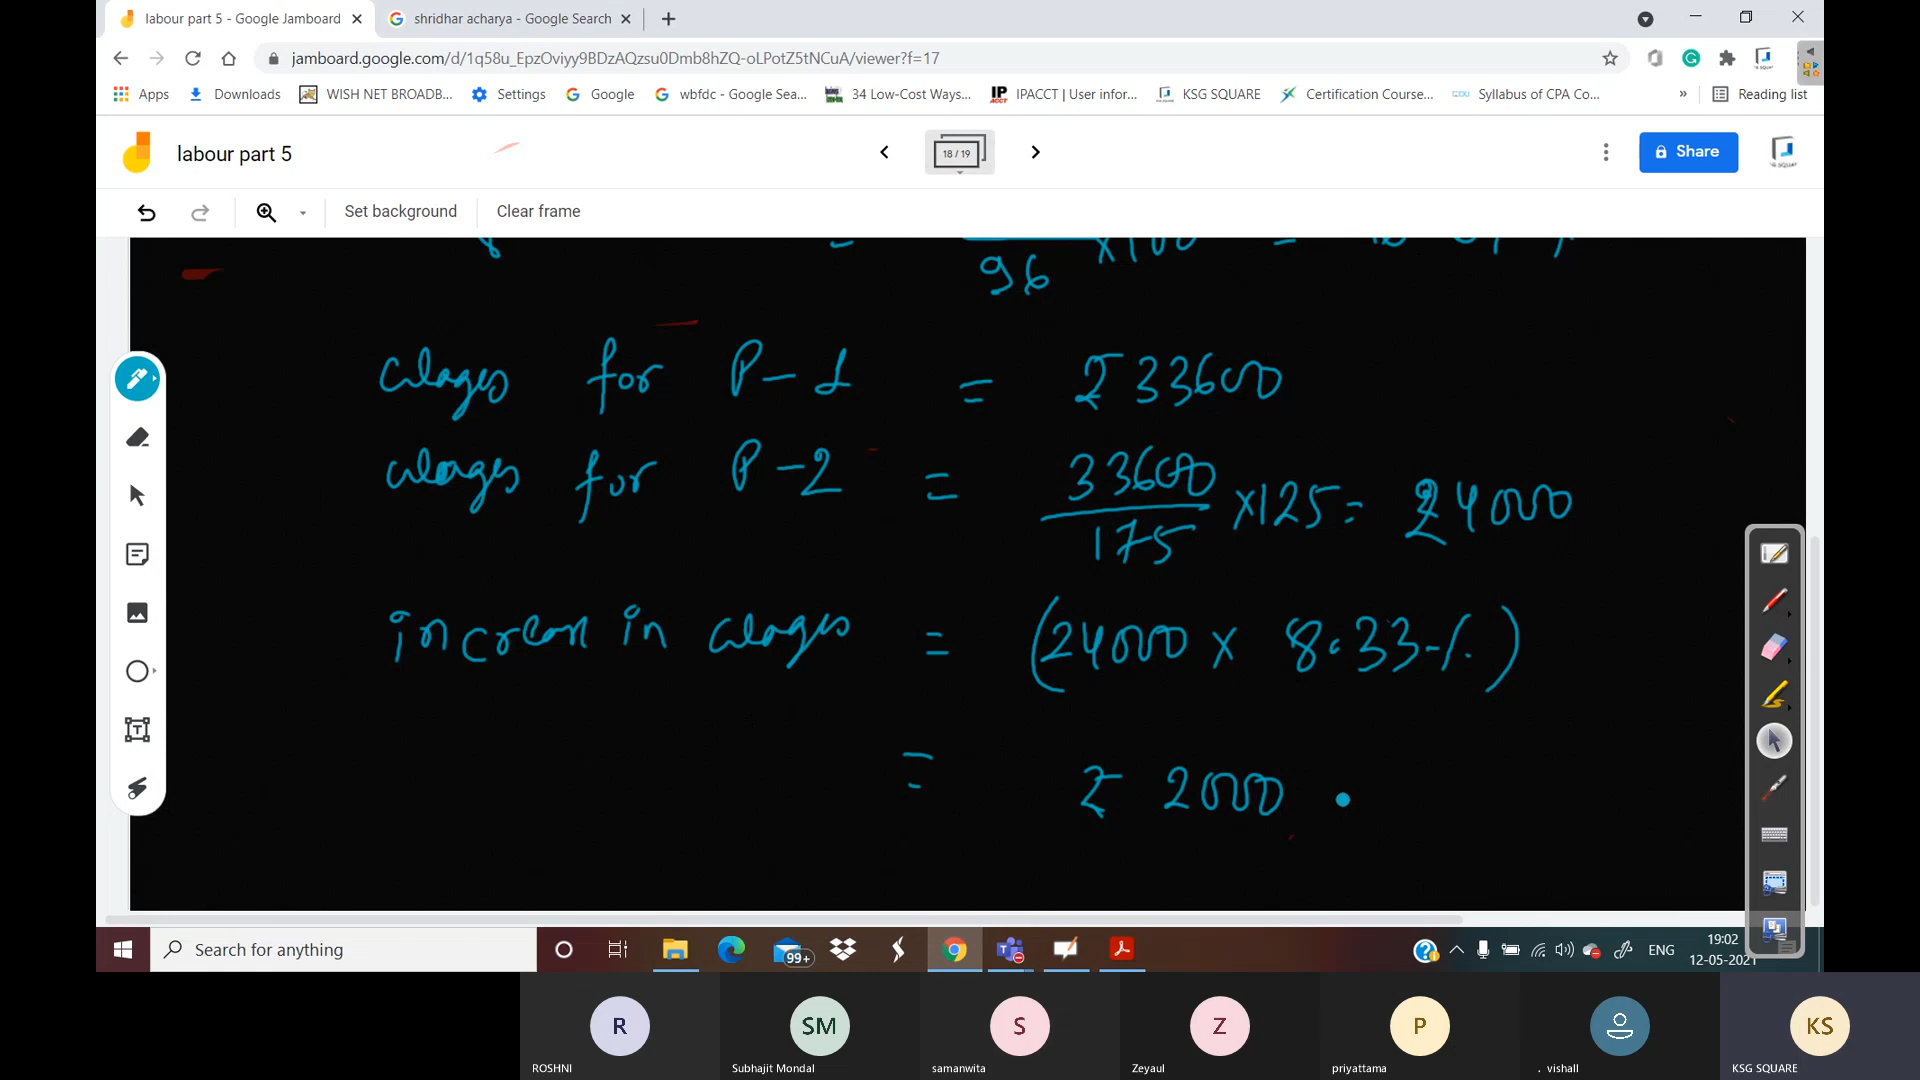 labour part 5 - Google Jamboard
shridhar acharya - Google Search
jamboard.google.com/d/1q58u_EpzOviyy9BDzAQzsu0Dmb8hZQ-oLPotZ5tNCuA/viewer?f=17
Apps Downloads WISH NET BROADB... Settings Google wbfdc - Google Sea... 34 Low-Cost Ways... IPACCT | User infor... KSG SQUARE Certification Course... Syllabus of CPA Co... » Reading list
labour part 5
18 / 19
Share
Set background Clear frame
96 × 100 =
wages for P-1 = ₹ 33600
wages for P-2 = 33600/175 × 125 = ₹ 24000
increase in wages = (24000 × 8.33%)
= ₹ 2000
Search for anything
99+
ENG
19:02
12-05-2021
R SM S Z P KS
ROSHNI Subhajit Mondal samanwita Zeyaul priyattama . vishall KSG SQUARE